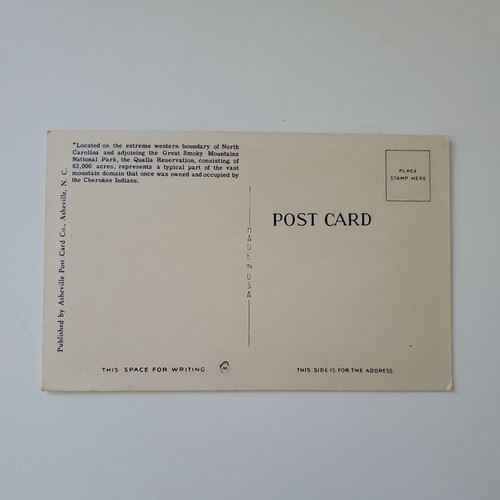 "Located on the extreme western boundary of North
Carolina and adjoining the Great Smoky Mountains
National Park, the Qualla Reservation, consisting of
63,000 acres, represents a typical part of the vast
mountain domain that once was owned and occupied by
the Cherokee Indians.
Published by Asheville Post Card Co., Asheville, N. C.
MADE IN USA
POST CARD
PLACE
STAMP HERE
THIS SPACE FOR WRITING
THIS SIDE IS FOR THE ADDRESS